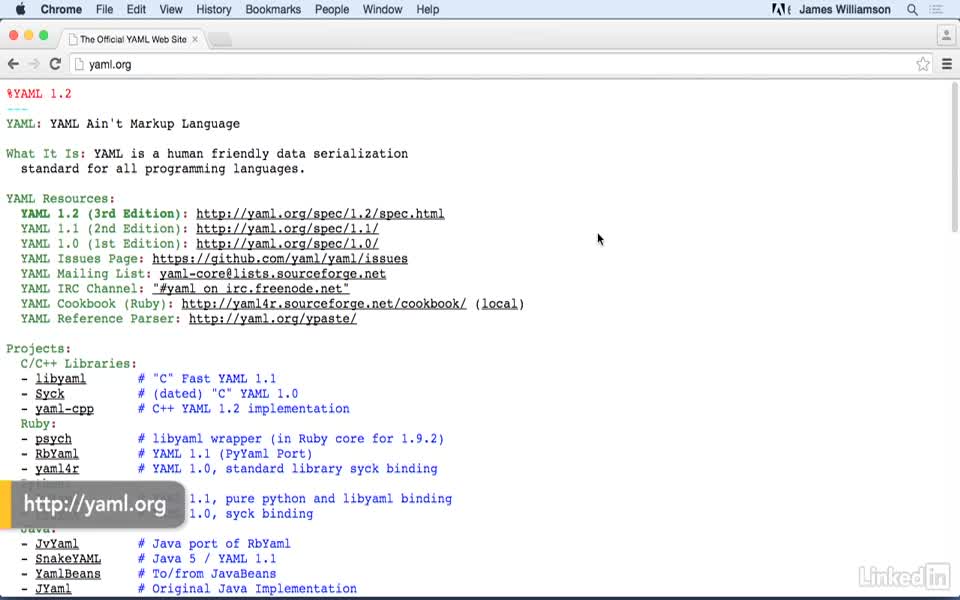 Chrome File Edit View History Bookmarks People Window Help James Williamson
The Official YAML Web Site
yaml.org
%YAML 1.2
---
YAML: YAML Ain't Markup Language
What It Is: YAML is a human friendly data serialization
standard for all programming languages.
YAML Resources:
YAML 1.2 (3rd Edition): http://yaml.org/spec/1.2/spec.html
YAML 1.1 (2nd Edition): http://yaml.org/spec/1.1/
YAML 1.0 (1st Edition): http://yaml.org/spec/1.0/
YAML Issues Page: https://github.com/yaml/yaml/issues
YAML Mailing List: yaml-core@lists.sourceforge.net
YAML IRC Channel: "#yaml on irc.freenode.net"
YAML Cookbook (Ruby): http://yaml4r.sourceforge.net/cookbook/ (local)
YAML Reference Parser: http://yaml.org/ypaste/
Projects:
C/C++ Libraries:
- libyaml # "C" Fast YAML 1.1
- Syck # (dated) "C" YAML 1.0
- yaml-cpp # C++ YAML 1.2 implementation
Ruby:
- psych # libyaml wrapper (in Ruby core for 1.9.2)
- RbYaml # YAML 1.1 (PyYaml Port)
- yaml4r # YAML 1.0, standard library syck binding
1.1, pure python and libyaml binding
1.0, syck binding
http://yaml.org
Java:
- JvYaml # Java port of RbYaml
- SnakeYAML # Java 5 / YAML 1.1
- YamlBeans # To/from JavaBeans
- JYaml # Original Java Implementation
LinkedIn